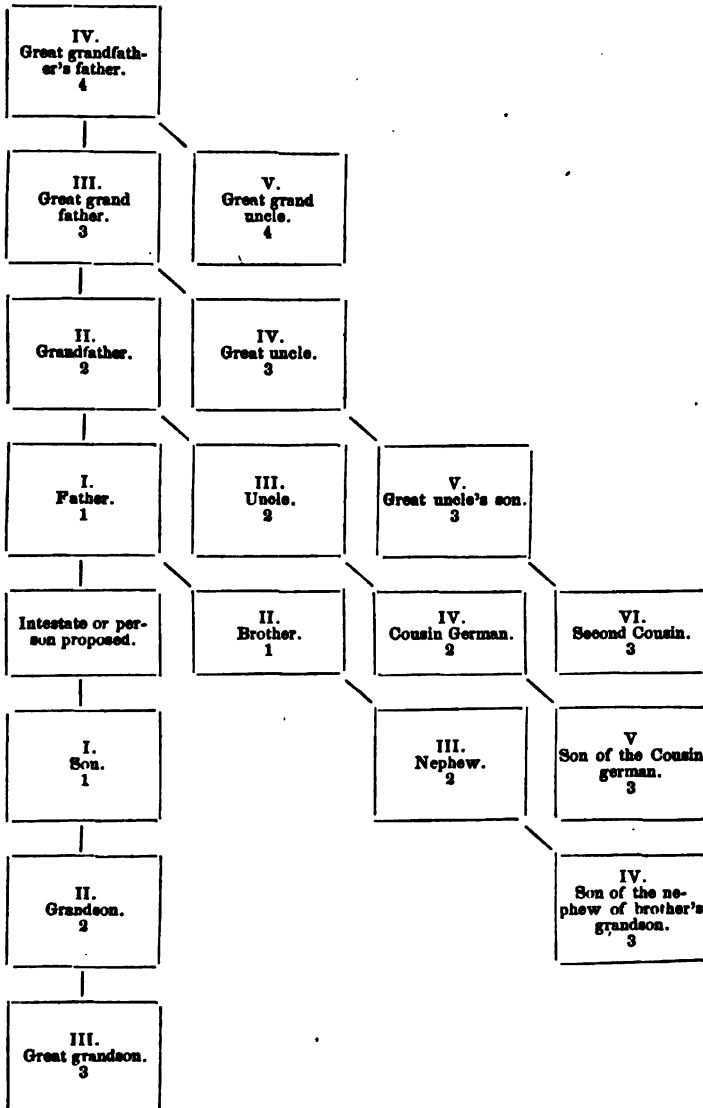 IV.
Great grandfath-
er's father.
4
III.
Great grand
father.
3
V.
Great grand
uncle.
4
II.
Grandfather.
2
IV.
Great uncle.
3
I.
Father.
1
III.
Uncle.
2
V.
Great uncle's son.
3
Intestate or per-
son proposed.
II.
Brother.
1
IV.
Cousin German.
2
VI.
Second Cousin.
3
I.
Son.
1
III.
Nephew.
2
V
Son of the Cousin
german.
3
II.
Grandson.
2
IV.
Son of the ne-
phew of brother's
grandson.
3
III.
Great grandson.
3